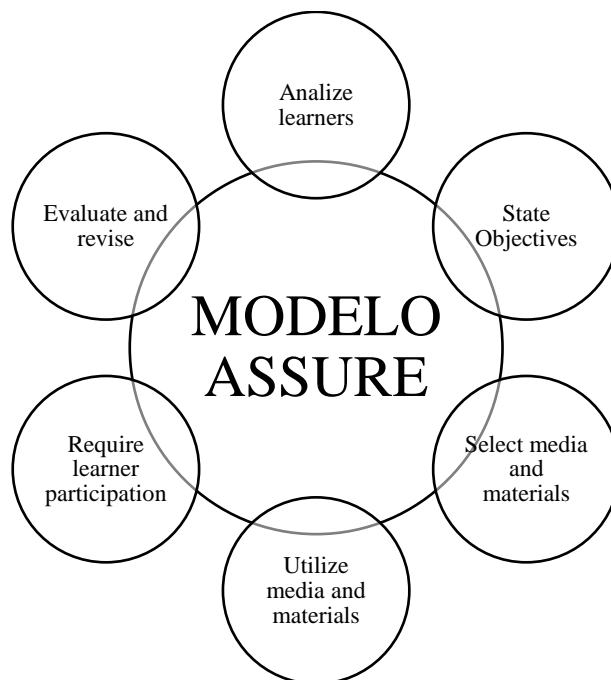 Analize
learners
State
Objectives
Select media
and
materials
Utilize
media and
materials
Require
learner
participation
Evaluate and
revise
MODELO
ASSURE